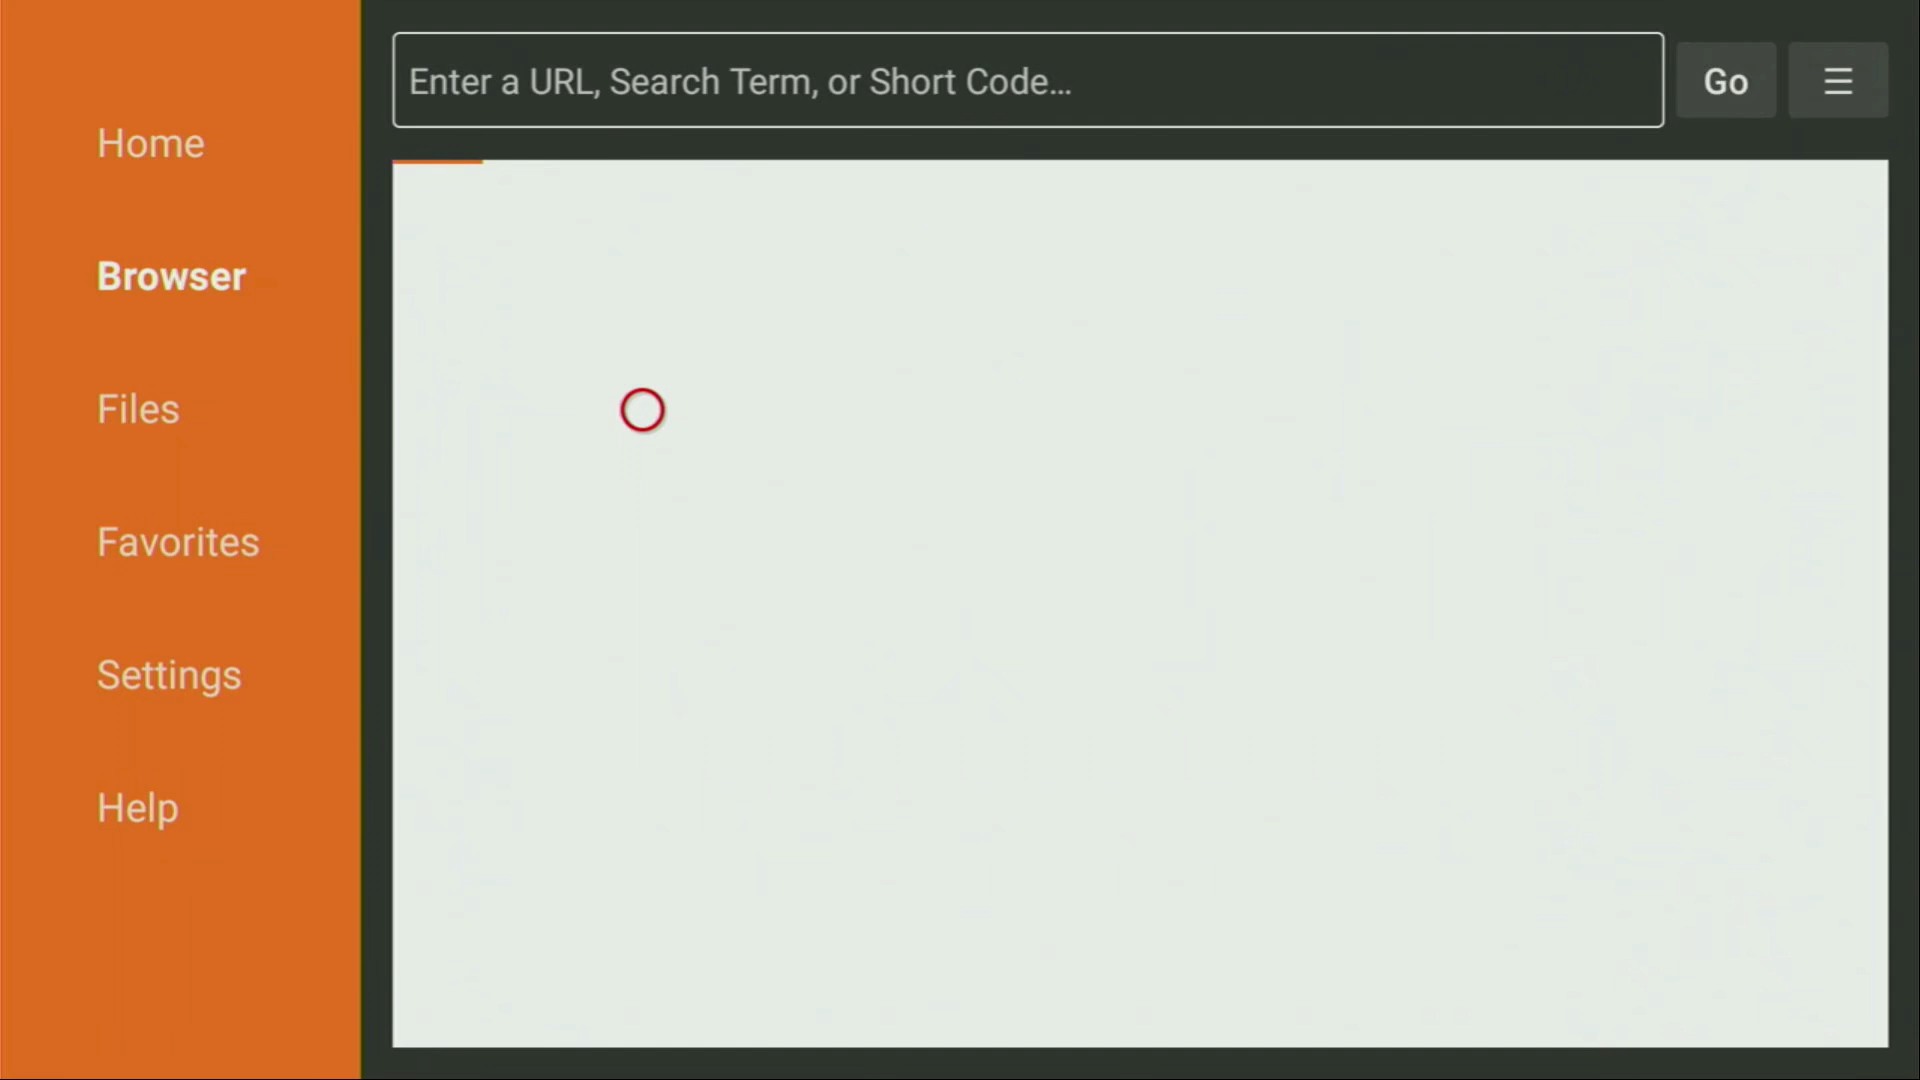 Home
Browser
Files
Favorites
Settings
Help
Enter a URL, Search Term, or Short Code...
Go